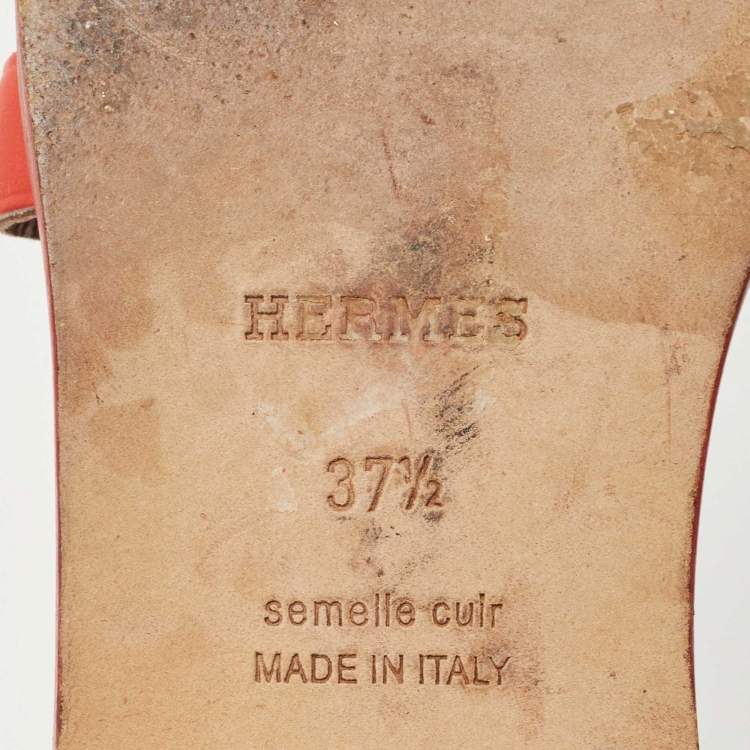 HERMES
37½
semelle cuir
MADE IN ITALY